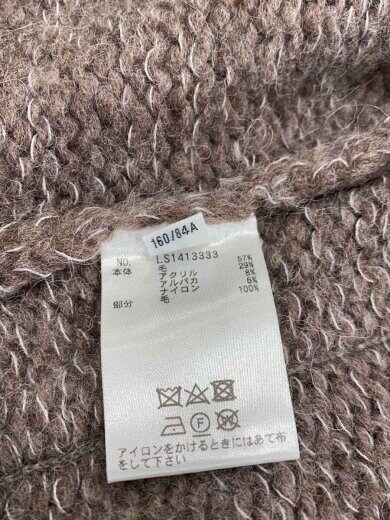 160/84A
No. LS1413333
本体 毛 57%
アクリル 29%
アルパカ 8%
ナイロン 6%
部分 毛 100%
アイロンをかけるときにはあて布
をして下さい